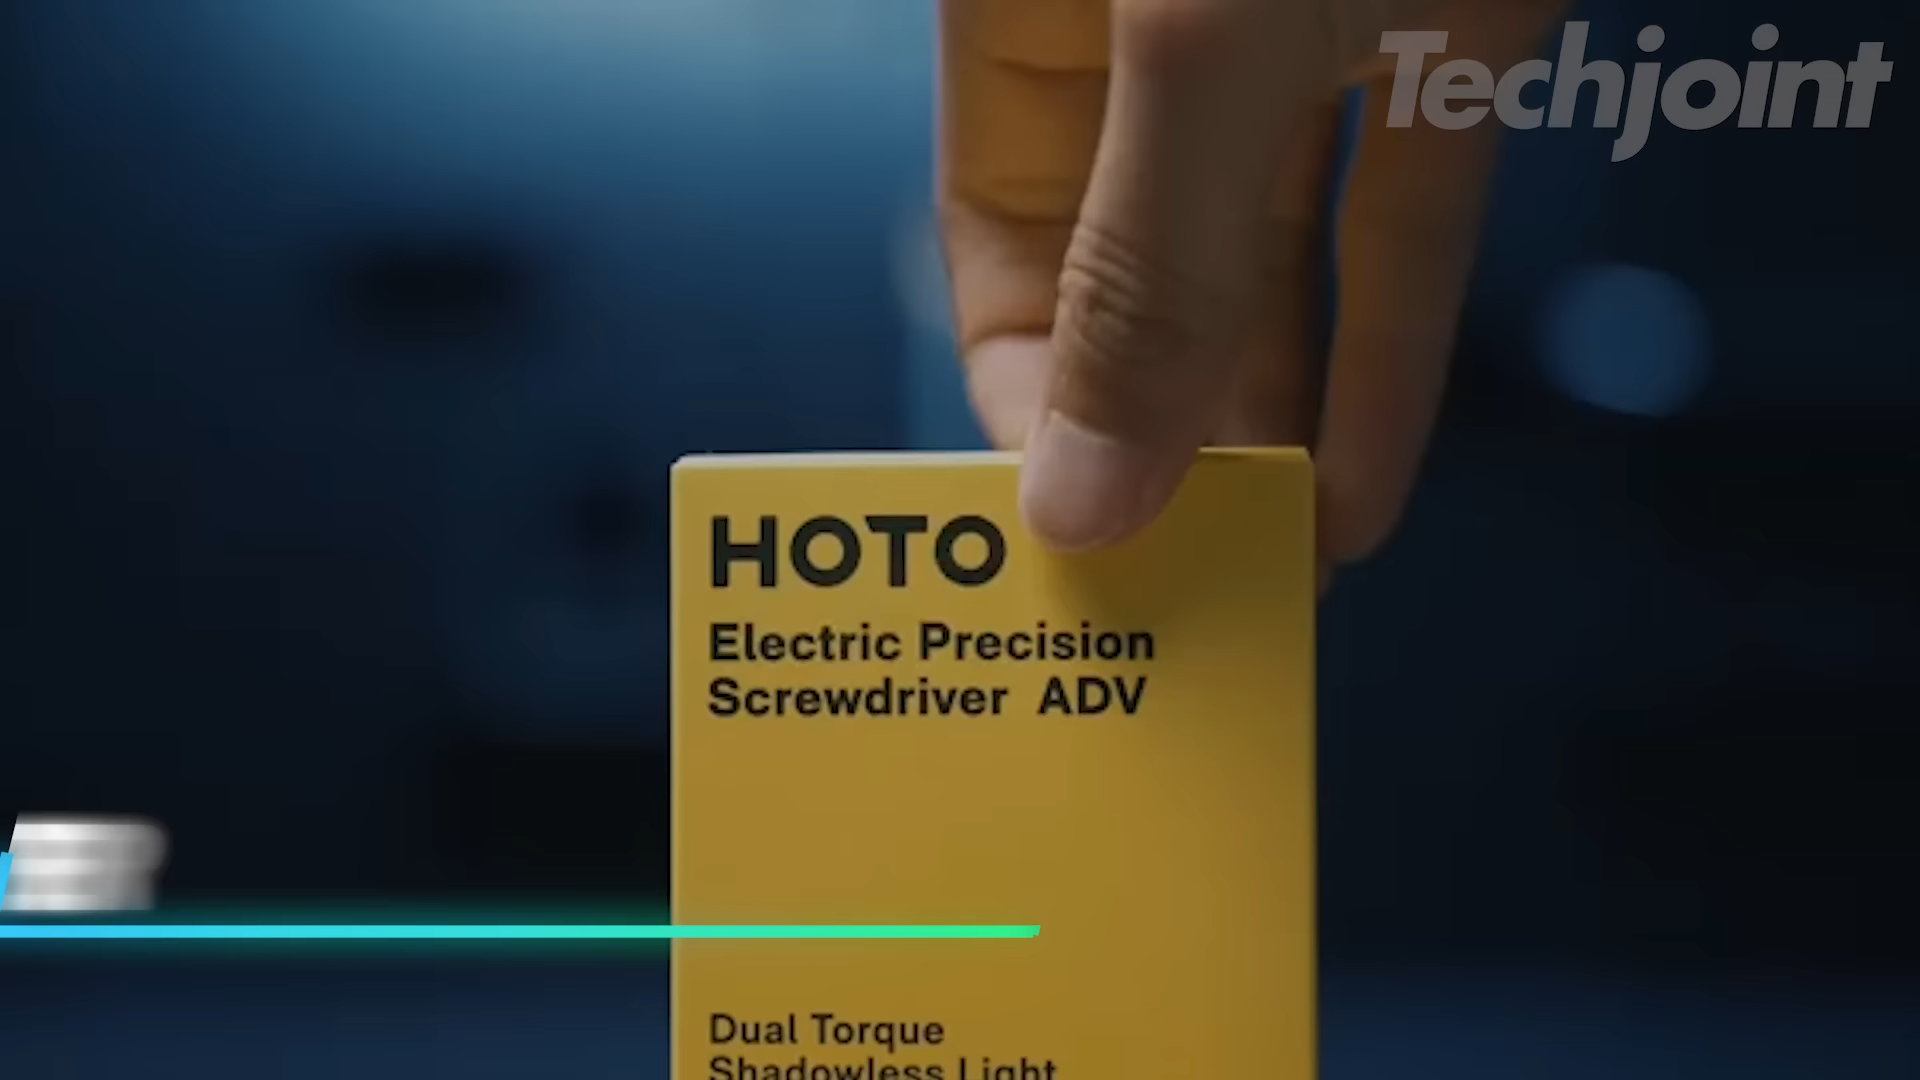 Techjoint
HOTO
Electric Precision
Screwdriver ADV
Dual Torque
Shadowless Light